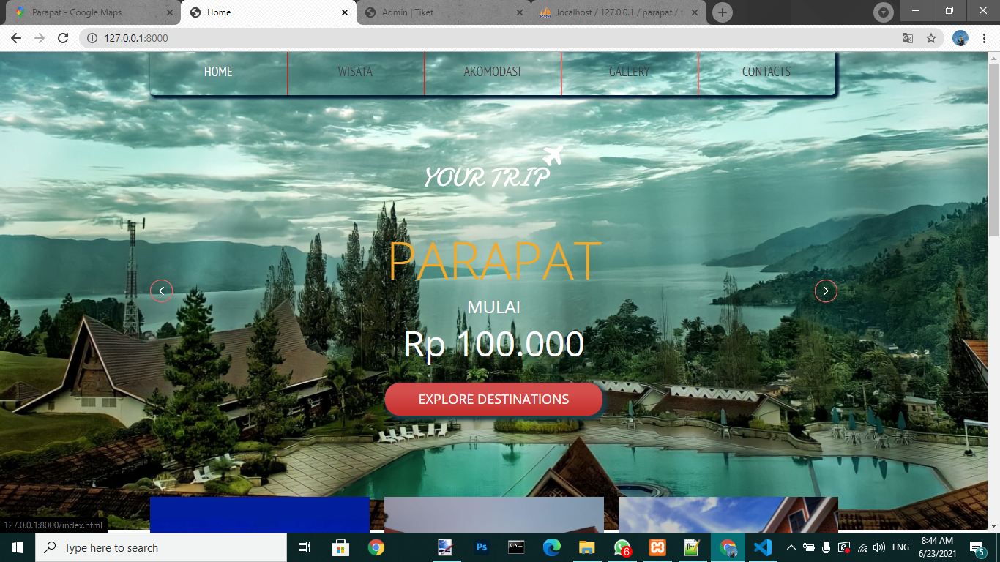 Parapat - Google Maps
Home
Admin | Tiket
localhost / 127.0.0.1 / parapat /
127.0.0.1:8000
HOME
WISATA
AKOMODASI
GALLERY
CONTACTS
YOUR TRIP
PARAPAT
MULAI
Rp 100.000
EXPLORE DESTINATIONS
127.0.0.1:8000/index.html
Type here to search
Ps
6
ENG
8:44 AM
6/23/2021
5